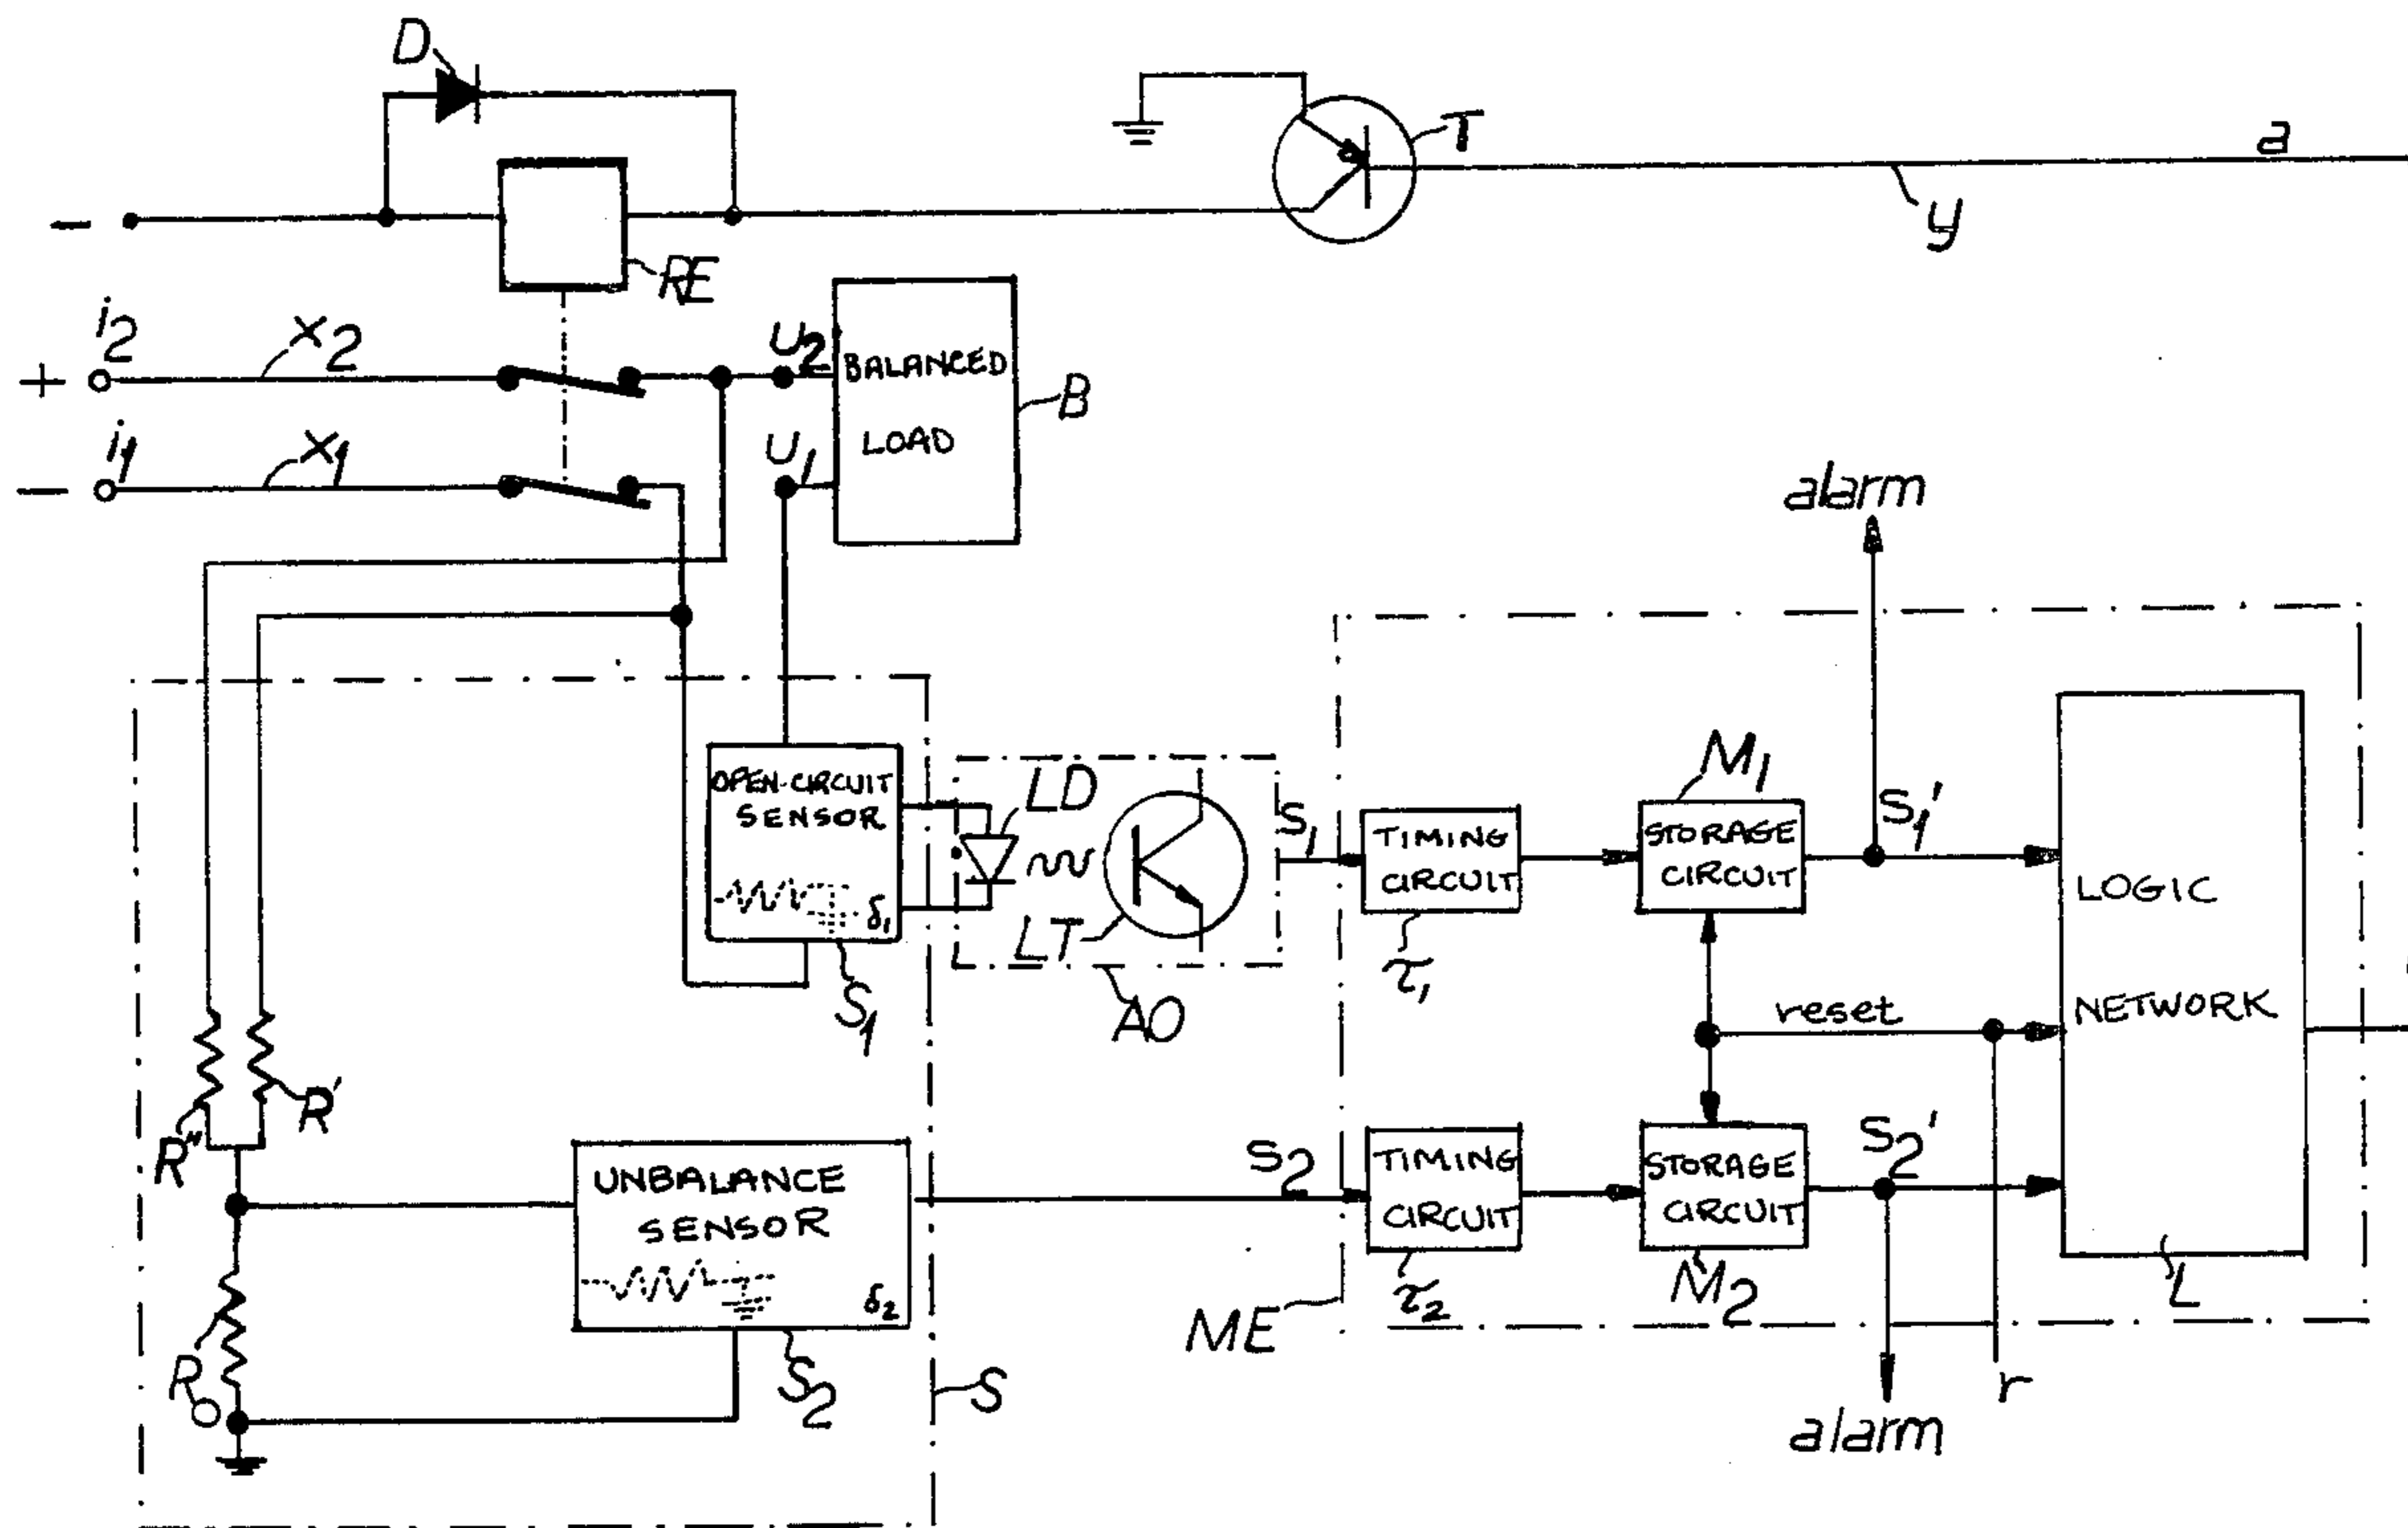 D
T
a
y
−
RE
i2
x2
U2
+
BALANCED
LOAD
B
i1
x1
U1
−
alarm
OPEN-CIRCUIT
SENSOR
δ1
S1
LD
LT
AO
S1
TIMING
CIRCUIT
τ1
M1
STORAGE
CIRCUIT
S1'
LOGIC
NETWORK
reset
R'
R"
UNBALANCE
SENSOR
δ2
S2
S2
TIMING
CIRCUIT
τ2
STORAGE
CIRCUIT
M2
S2'
L
ME
Ro
S
r
alarm